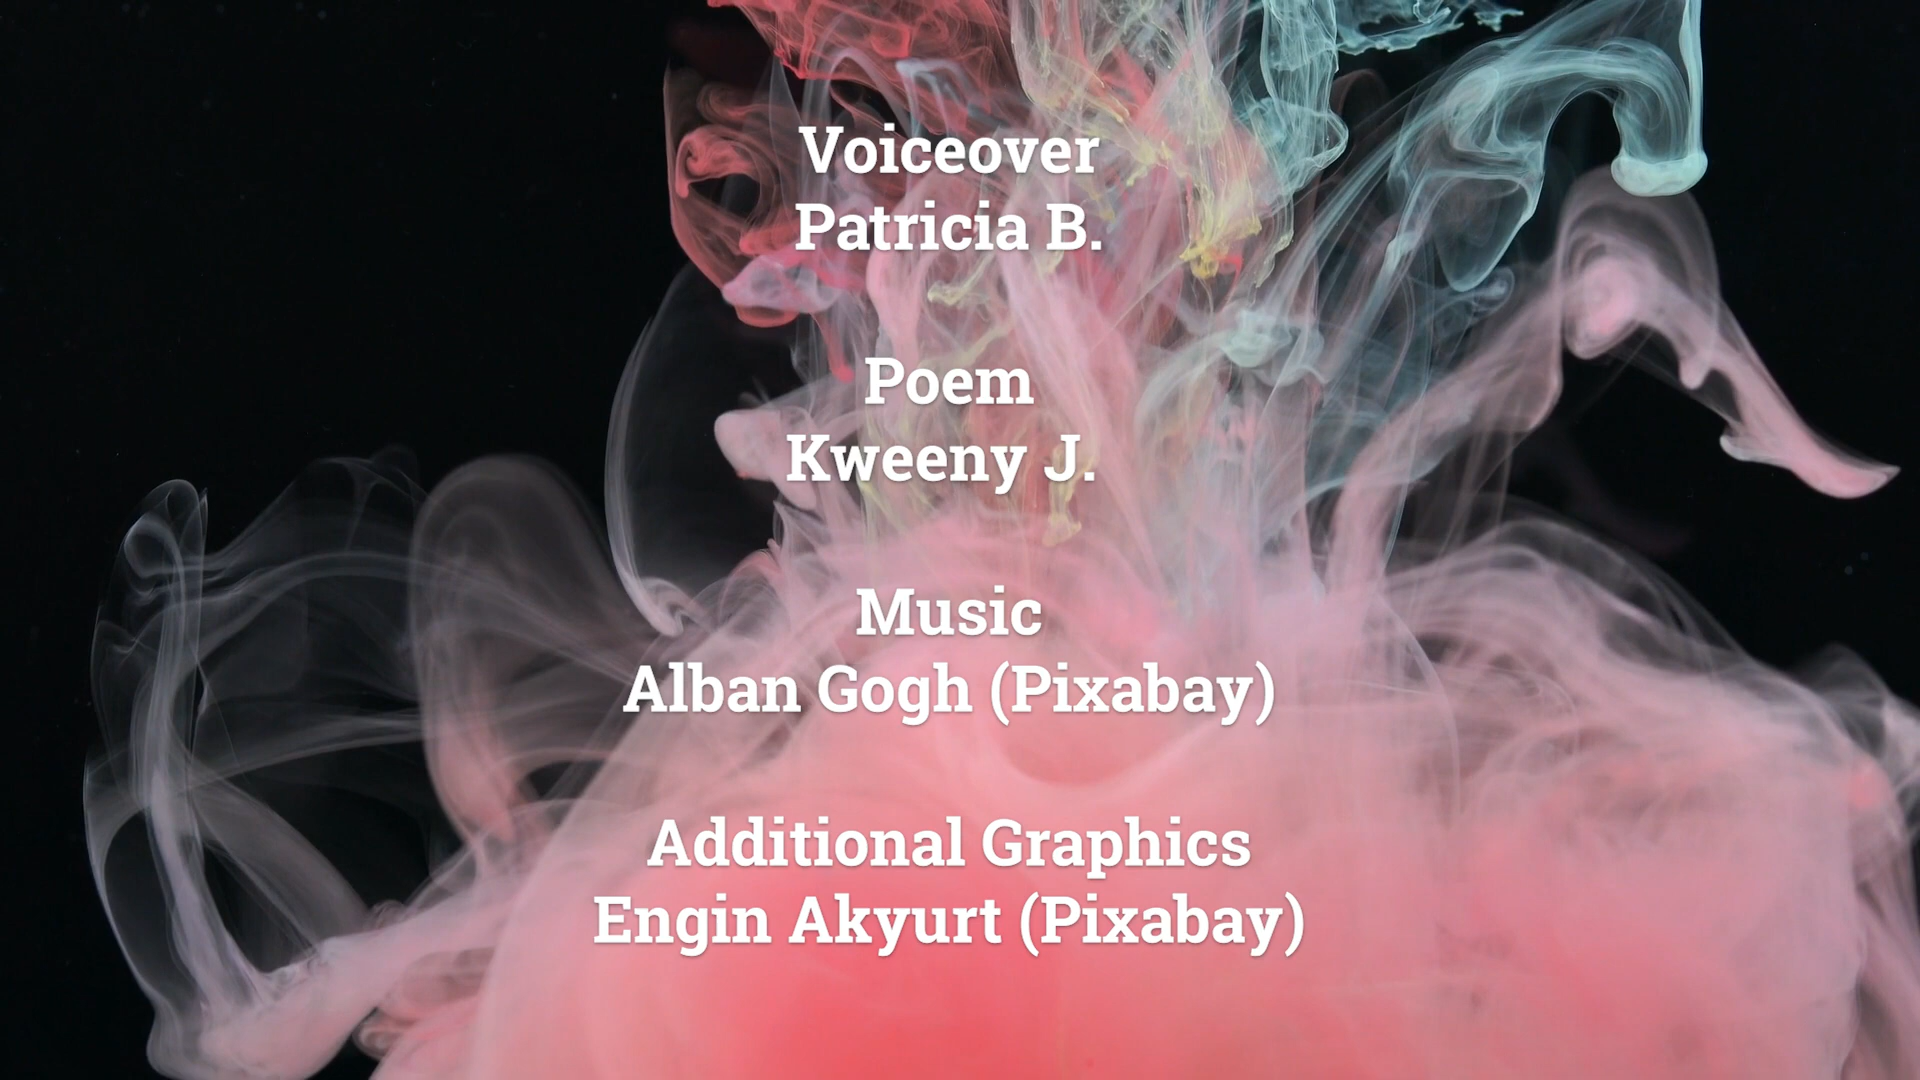 Voiceover
Patricia B.
Poem
Kweeny J.
Music
Alban Gogh (Pixabay)
Additional Graphics
Engin Akyurt (Pixabay)